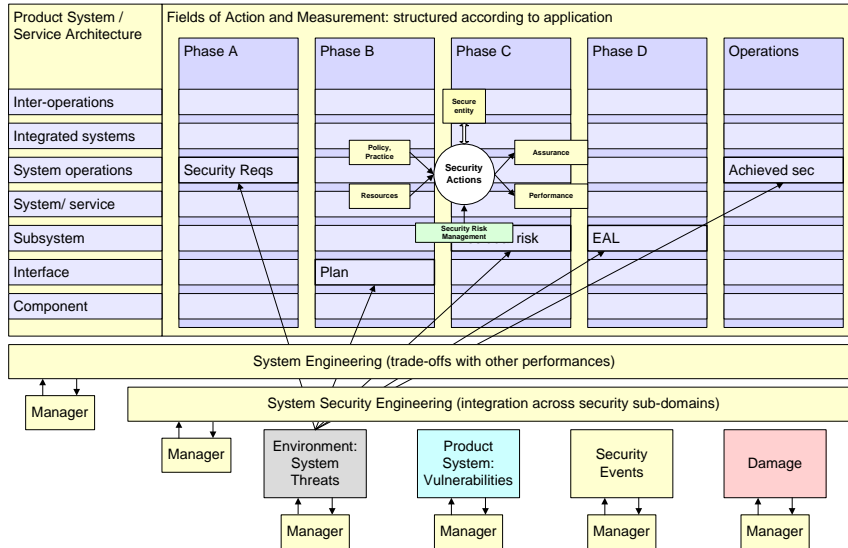 Product System /
Service Architecture
Fields of Action and Measurement: structured according to application
Phase A
Phase B
Phase C
Phase D
Operations
Inter-operations
Integrated systems
System operations
System/ service
Subsystem
Interface
Component
Secure
entity
Policy,
Practice
Resources
Security
Actions
Assurance
Performance
Security Risk
Management
Security Reqs
Achieved sec
risk
EAL
Plan
System Engineering (trade-offs with other performances)
Manager
System Security Engineering (integration across security sub-domains)
Manager
Environment:
System
Threats
Product
System:
Vulnerabilities
Security
Events
Damage
Manager
Manager
Manager
Manager